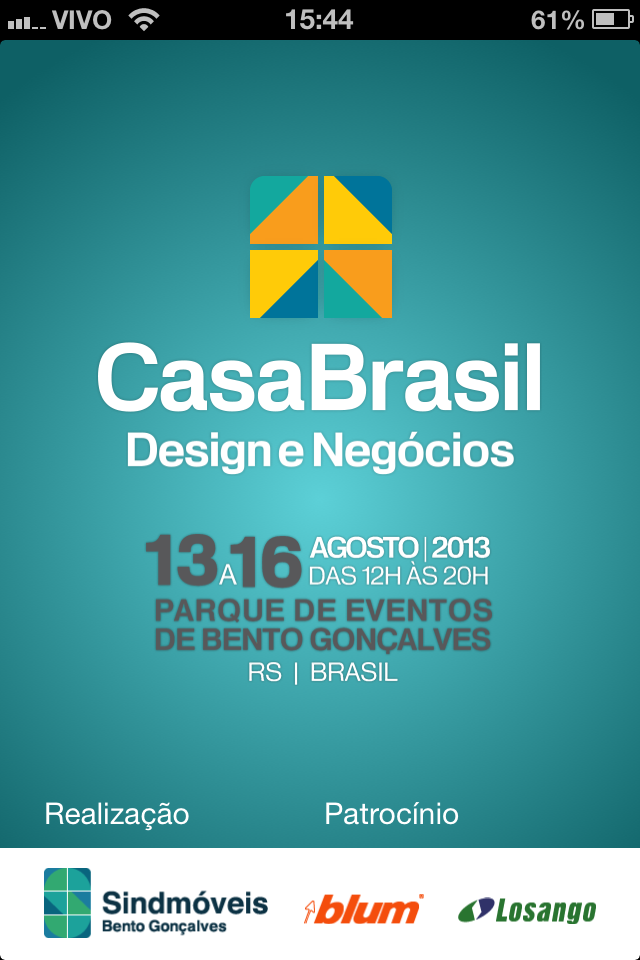 VIVO 15:44 61%
CasaBrasil
Design e Negócios
13 A 16 AGOSTO | 2013
DAS 12H ÀS 20H
PARQUE DE EVENTOS
DE BENTO GONÇALVES
RS | BRASIL
Realização Patrocínio
Sindmóveis
Bento Gonçalves
blum
Losango